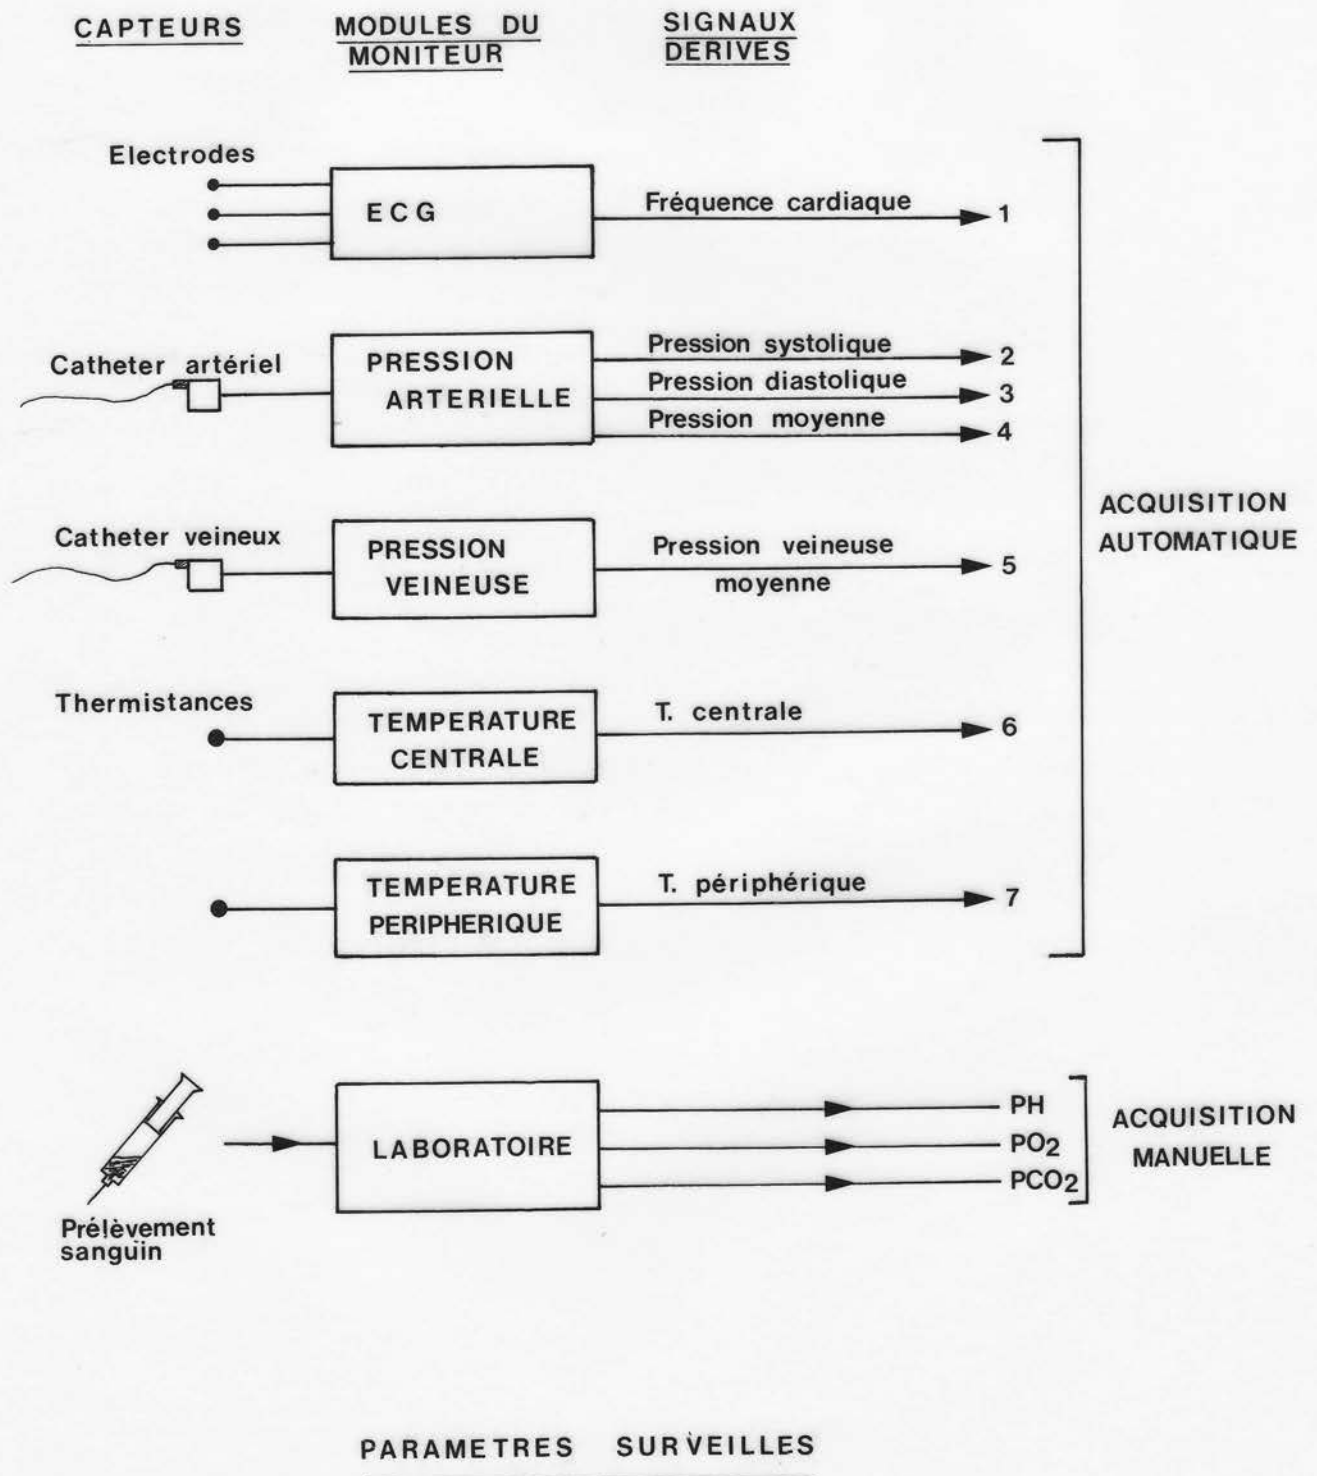 CAPTEURS
MODULES DU
MONITEUR
SIGNAUX
DERIVES
Electrodes
ECG
Fréquence cardiaque
1
Catheter artériel
PRESSION
ARTERIELLE
Pression systolique
2
Pression diastolique
3
Pression moyenne
4
Catheter veineux
PRESSION
VEINEUSE
Pression veineuse
moyenne
5
Thermistances
TEMPERATURE
CENTRALE
T. centrale
6
TEMPERATURE
PERIPHERIQUE
T. périphérique
7
ACQUISITION
AUTOMATIQUE
Prélèvement
sanguin
LABORATOIRE
PH
PO2
PCO2
ACQUISITION
MANUELLE
PARAMETRES SURVEILLES